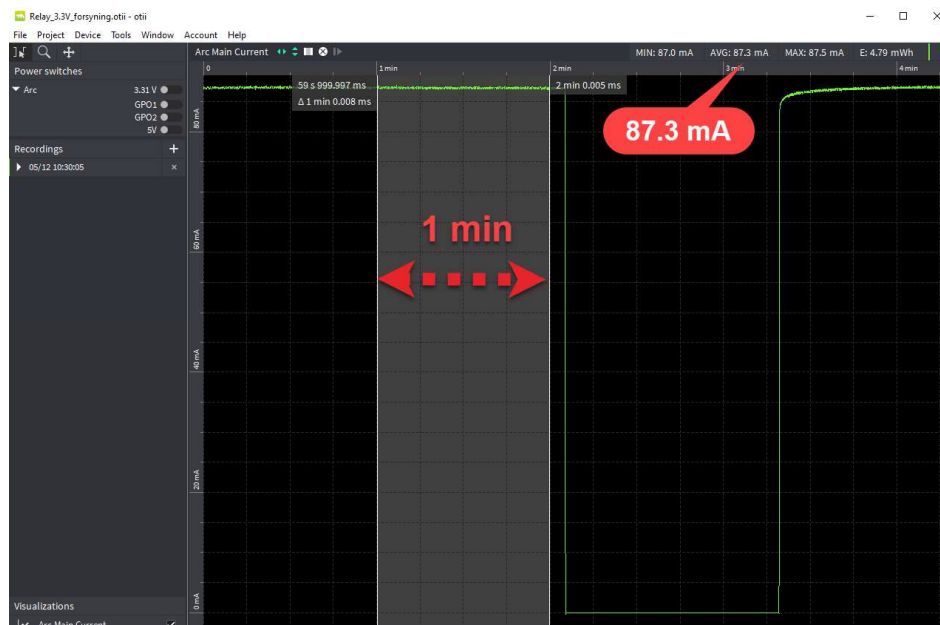 Relay_3.3V_forsyning.otii - otii
File Project Device Tools Window Account Help
Arc Main Current MIN: 87.0 mA AVG: 87.3 mA MAX: 87.5 mA E: 4.79 mWh
Power switches
0 1 min 2 min 3 min 4 min
Arc 3.31 V
GPO1
GPO2
5V
59 s 999.997 ms
Δ 1 min 0.008 ms
2 min 0.005 ms
80 mA
87.3 mA
Recordings +
05/12 10:30:05 ×
1 min
60 mA
40 mA
20 mA
0 mA
Visualizations
Arc Main Current